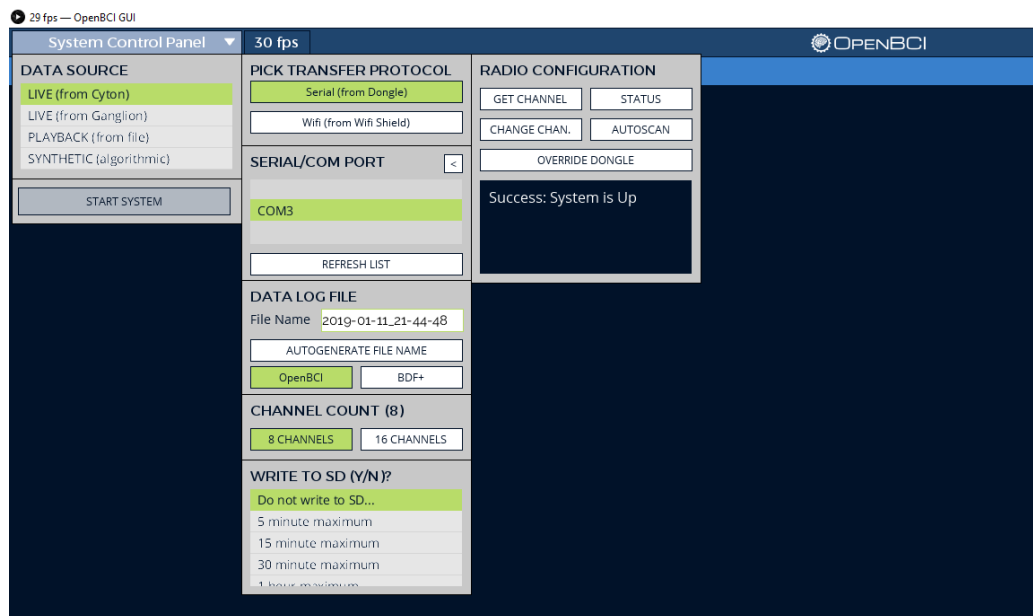 29 fps — OpenBCI GUI
System Control Panel
30 fps
OPENBCI
DATA SOURCE
LIVE (from Cyton)
LIVE (from Ganglion)
PLAYBACK (from file)
SYNTHETIC (algorithmic)
START SYSTEM
PICK TRANSFER PROTOCOL
Serial (from Dongle)
Wifi (from Wifi Shield)
SERIAL/COM PORT
<
COM3
REFRESH LIST
DATA LOG FILE
File Name 2019-01-11_21-44-48
AUTOGENERATE FILE NAME
OpenBCI BDF+
CHANNEL COUNT (8)
8 CHANNELS 16 CHANNELS
WRITE TO SD (Y/N)?
Do not write to SD...
5 minute maximum
15 minute maximum
30 minute maximum
1 hour maximum
RADIO CONFIGURATION
GET CHANNEL STATUS
CHANGE CHAN. AUTOSCAN
OVERRIDE DONGLE
Success: System is Up